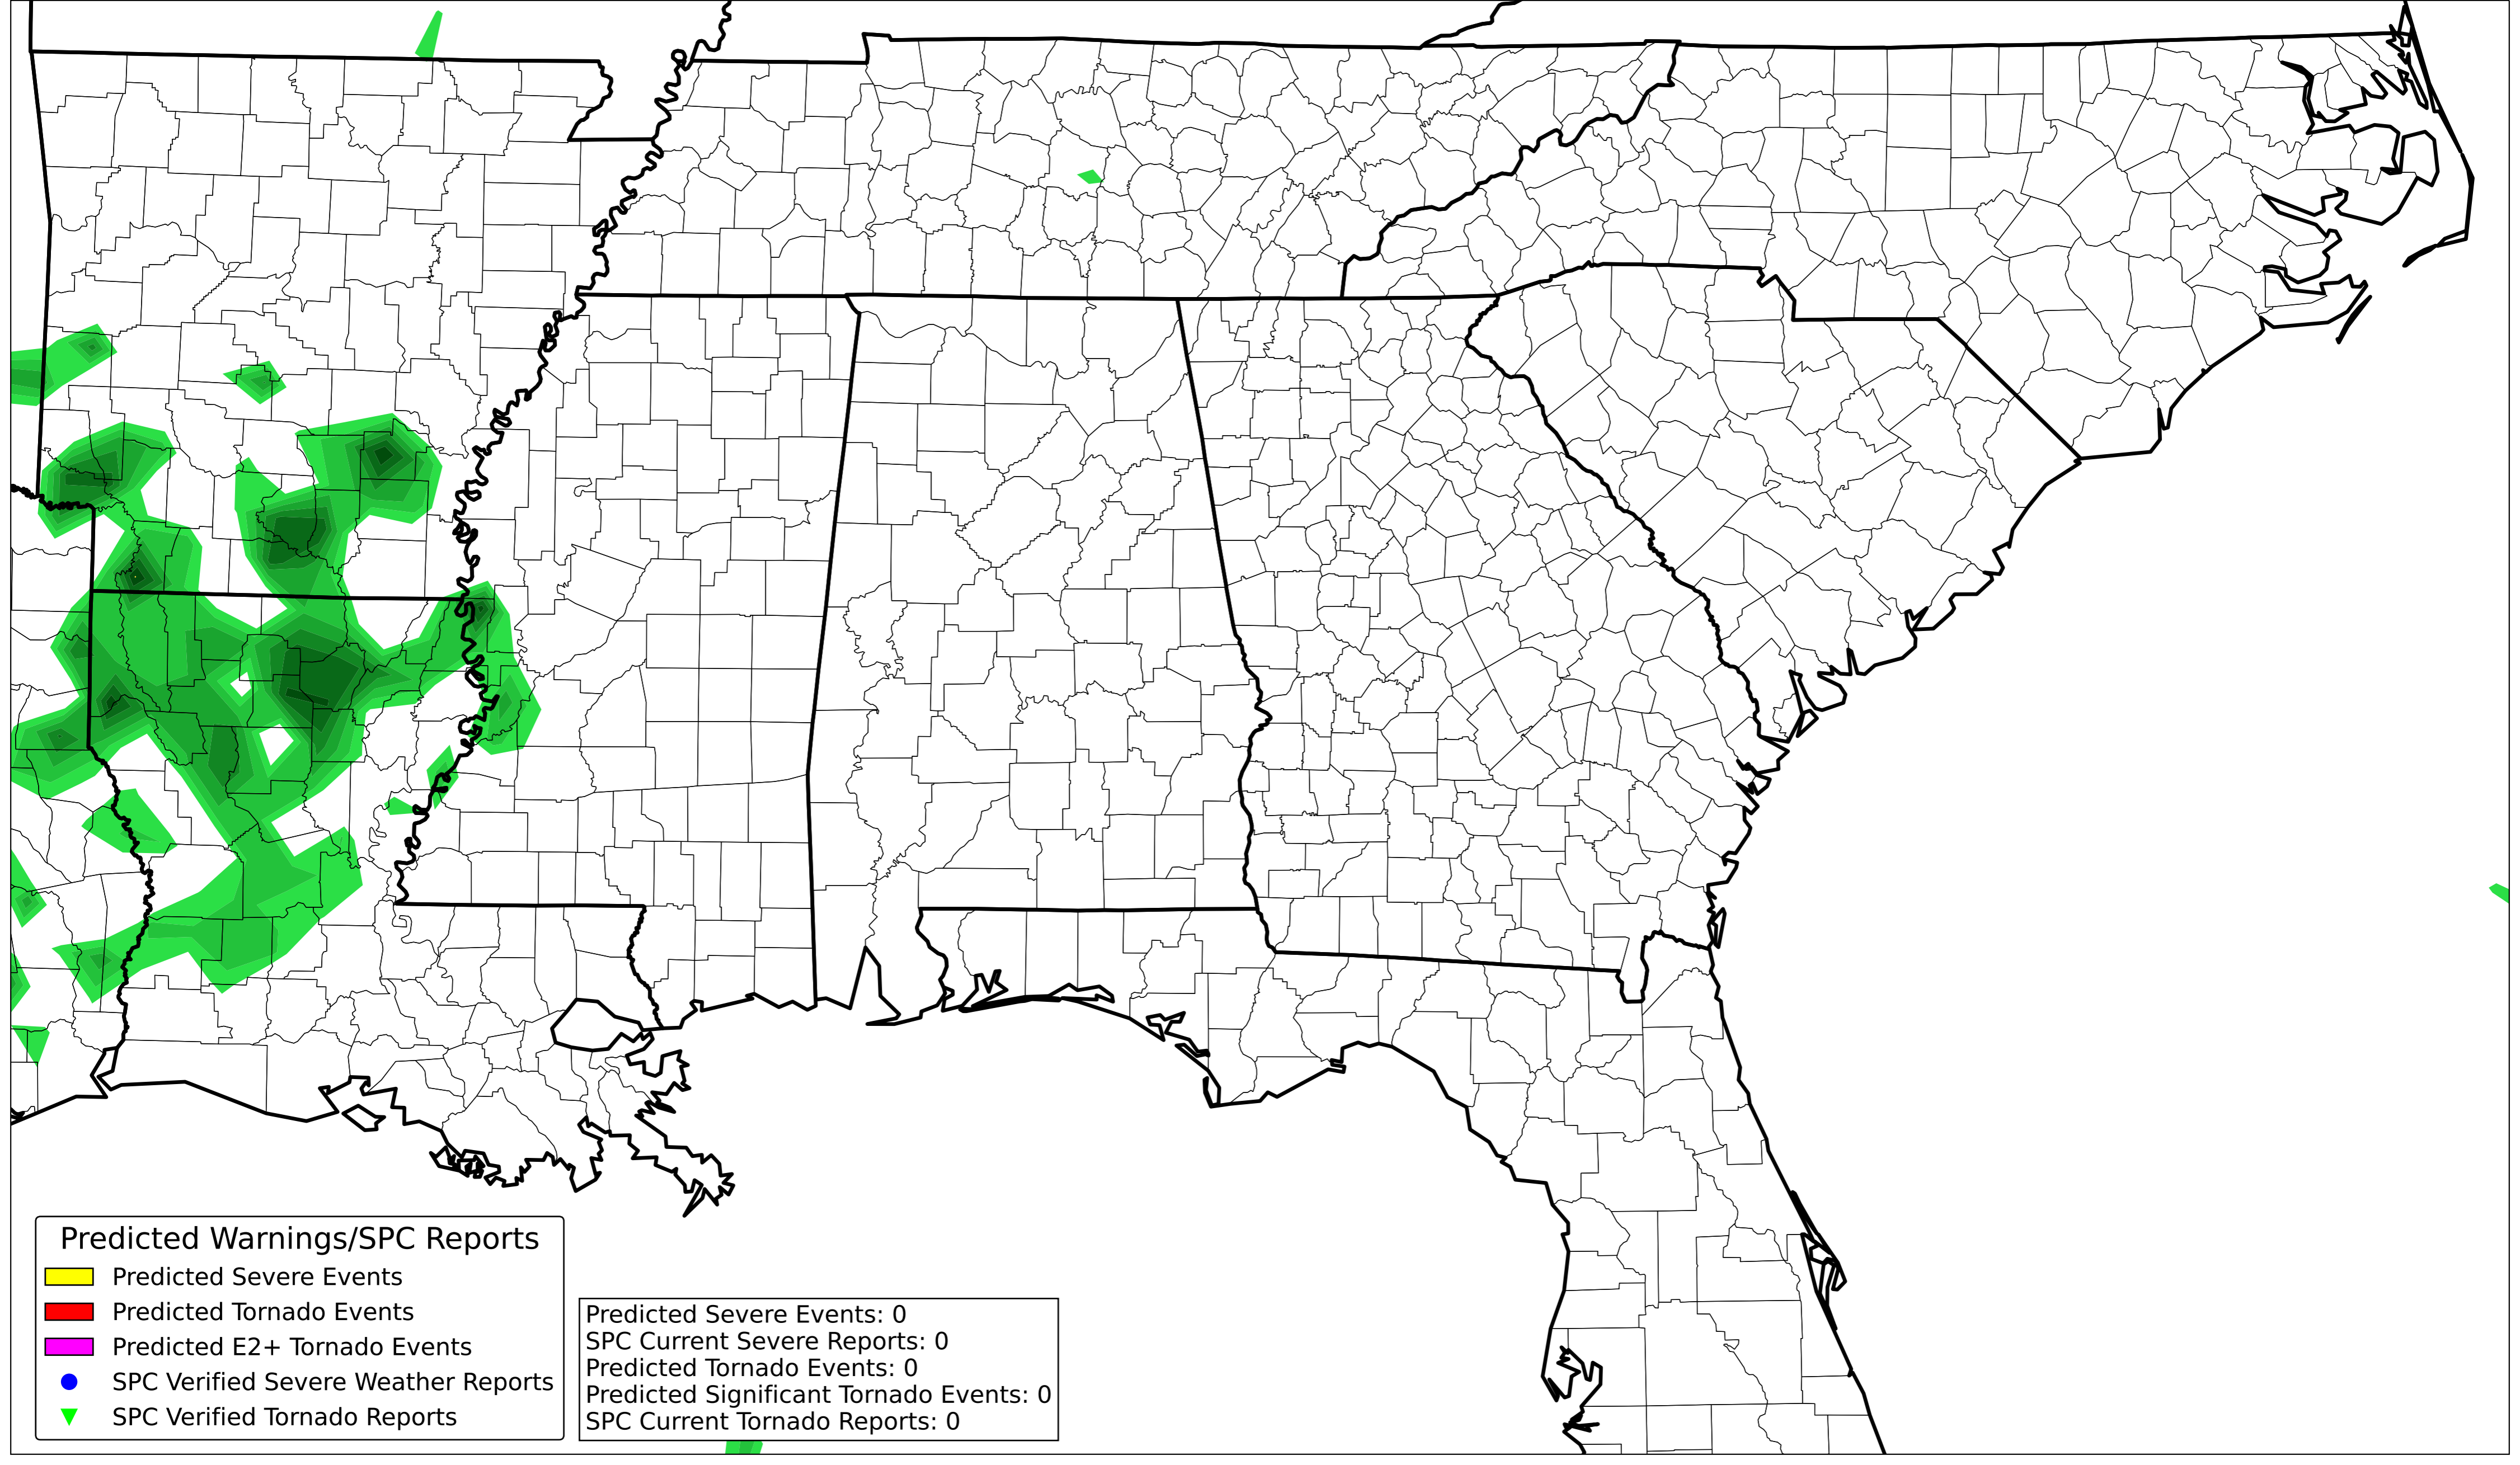 Predicted Warnings/SPC Reports
Predicted Severe Events
Predicted Tornado Events
Predicted E2+ Tornado Events
SPC Verified Severe Weather Reports
SPC Verified Tornado Reports
Predicted Severe Events: 0
SPC Current Severe Reports: 0
Predicted Tornado Events: 0
Predicted Significant Tornado Events: 0
SPC Current Tornado Reports: 0